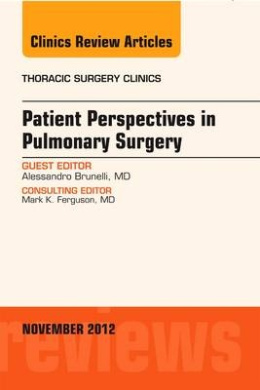 Clinics Review Articles
THORACIC SURGERY CLINICS
Patient Perspectives in
Pulmonary Surgery
GUEST EDITOR
Alessandro Brunelli, MD
CONSULTING EDITOR
Mark K. Ferguson, MD
reviews
NOVEMBER 2012